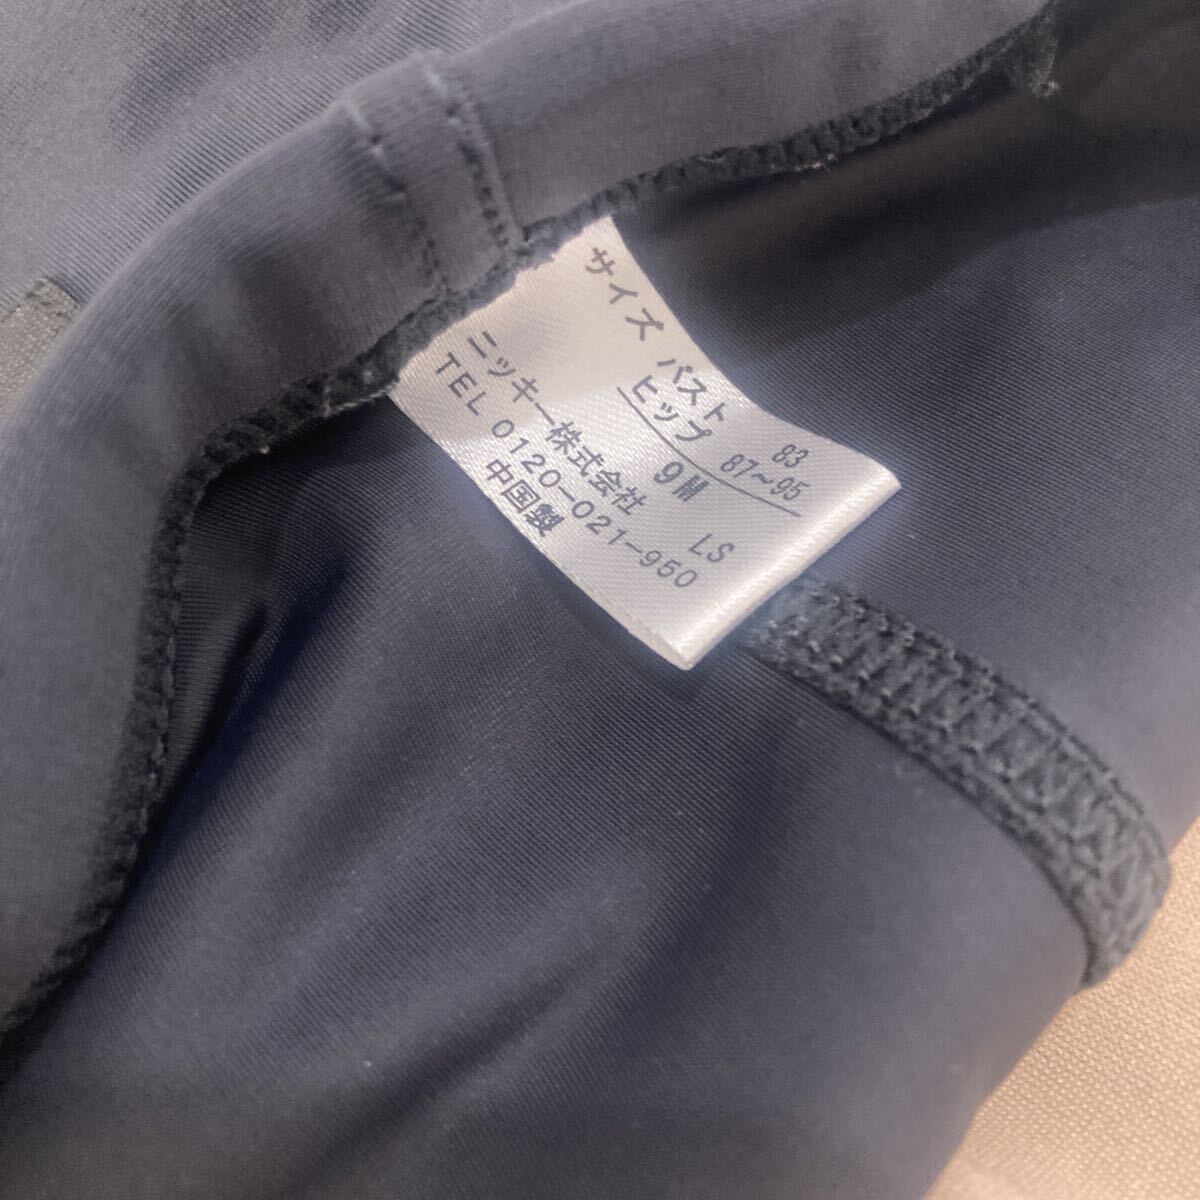 サイズ バスト 83
ヒップ 87~95
9M LS
ニッキー株式会社
TEL 0120-021-950
中国製